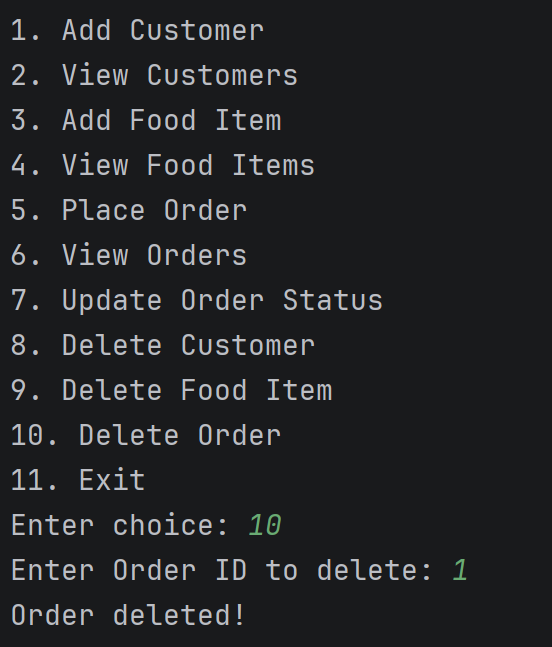 1. Add Customer
2. View Customers
3. Add Food Item
4. View Food Items
5. Place Order
6. View Orders
7. Update Order Status
8. Delete Customer
9. Delete Food Item
10. Delete Order
11. Exit
Enter choice: 10
Enter Order ID to delete: 1
Order deleted!